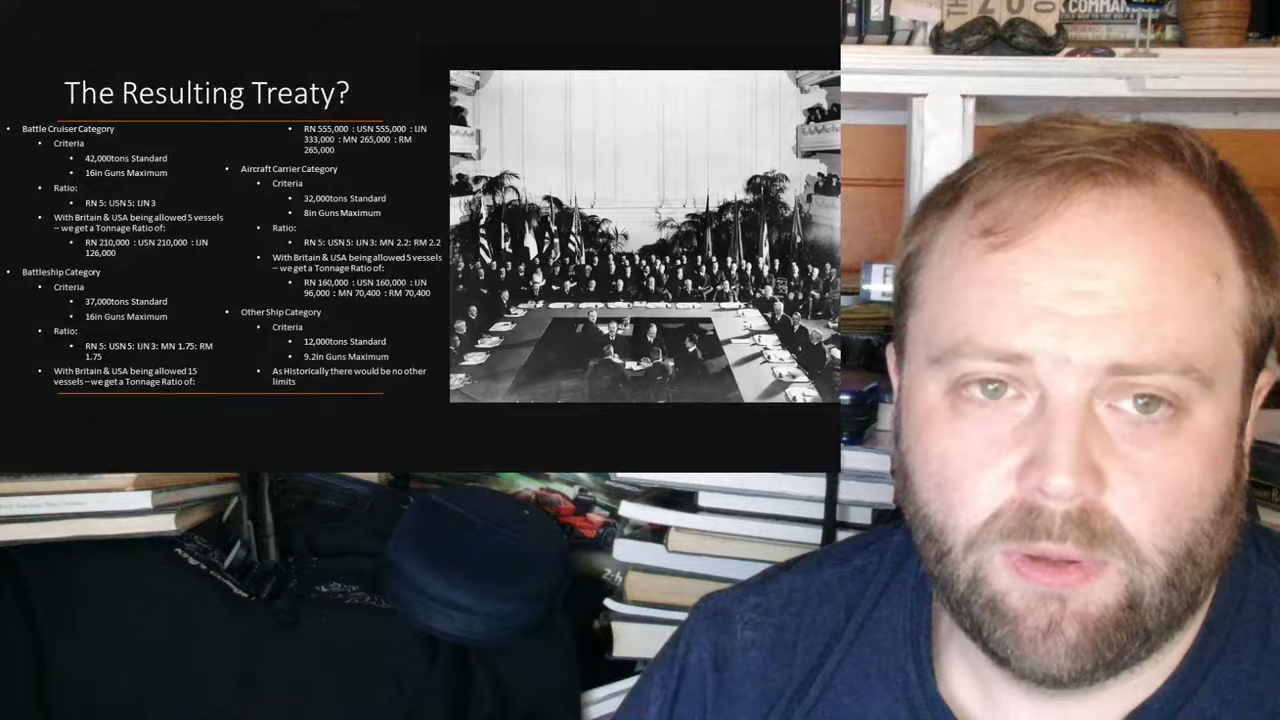 The Resulting Treaty?
• Battle Cruiser Category
• Criteria
• 42,000tons Standard
• 16in Guns Maximum
• Ratio:
• RN 5: USN 5: IJN 3
• With Britain & USA being allowed 5 vessels
– we get a Tonnage Ratio of:
• RN 210,000 : USN 210,000 : IJN
126,000
• Battleship Category
• Criteria
• 37,000tons Standard
• 16in Guns Maximum
• Ratio:
• RN 5: USN 5: IJN 3: MN 1.75: RM
1.75
• With Britain & USA being allowed 15
vessels – we get a Tonnage Ratio of:
• RN 555,000 : USN 555,000 : IJN
333,000 : MN 265,000 : RM
265,000
• Aircraft Carrier Category
• Criteria
• 32,000tons Standard
• 8in Guns Maximum
• Ratio:
• RN 5: USN 5: IJN 3: MN 2.2: RM 2.2
• With Britain & USA being allowed 5 vessels
– we get a Tonnage Ratio of:
• RN 160,000 : USN 160,000 : IJN
96,000 : MN 70,400 : RM 70,400
• Other Ship Category
• Criteria
• 12,000tons Standard
• 9.2in Guns Maximum
• As Historically there would be no other
limits
COMMAN